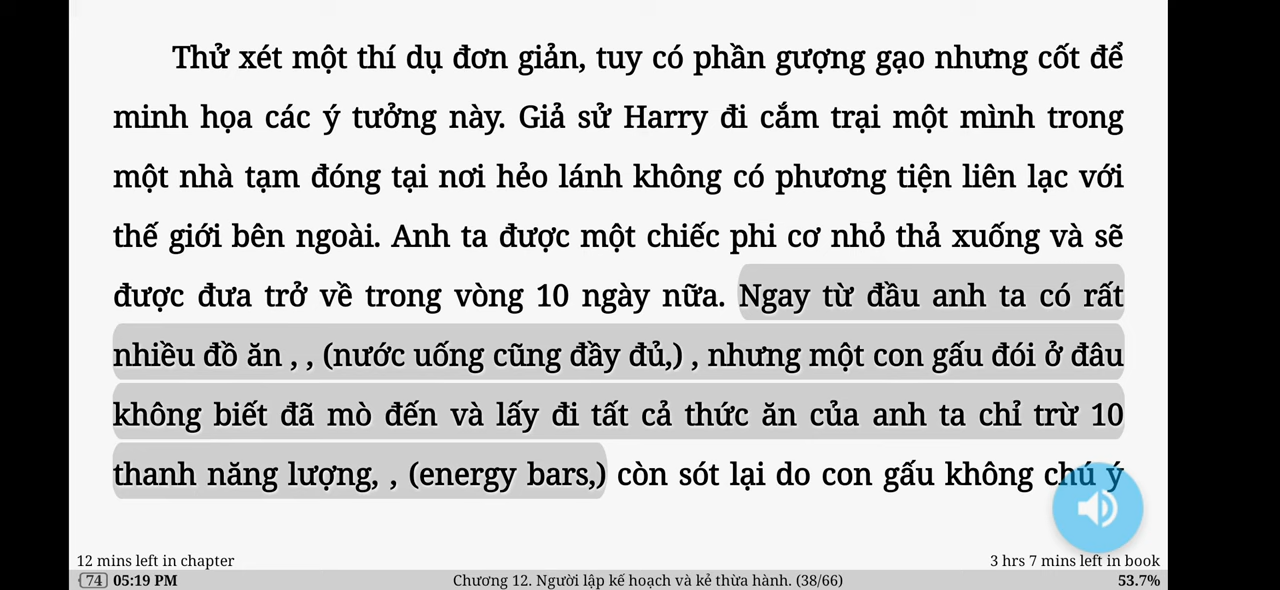 Thử xét một thí dụ đơn giản, tuy có phần gượng gạo nhưng cốt để
minh họa các ý tưởng này. Giả sử Harry đi cắm trại một mình trong
một nhà tạm đóng tại nơi hẻo lánh không có phương tiện liên lạc với
thế giới bên ngoài. Anh ta được một chiếc phi cơ nhỏ thả xuống và sẽ
được đưa trở về trong vòng 10 ngày nữa. Ngay từ đầu anh ta có rất
nhiều đồ ăn , , (nước uống cũng đầy đủ,) , nhưng một con gấu đói ở đâu
không biết đã mò đến và lấy đi tất cả thức ăn của anh ta chỉ trừ 10
thanh năng lượng, , (energy bars,) còn sót lại do con gấu không chú ý
12 mins left in chapter
3 hrs 7 mins left in book
74 05:19 PM
Chương 12. Người lập kế hoạch và kẻ thừa hành. (38/66)
53.7%